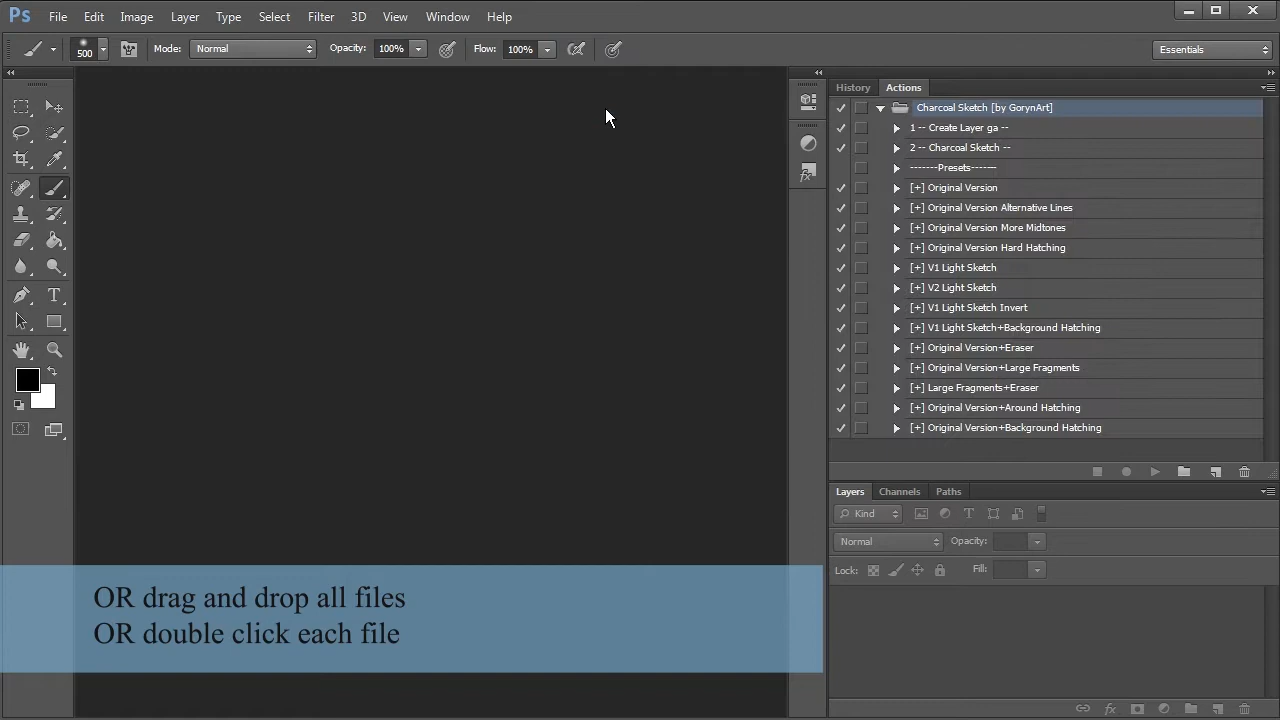 Ps File Edit Image Layer Type Select Filter 3D View Window Help
500 Mode: Normal Opacity: 100% Flow: 100% Essentials
History Actions
Charcoal Sketch [by GorynArt]
1 -- Create Layer ga --
2 -- Charcoal Sketch --
-------Presets-------
[+] Original Version
[+] Original Version Alternative Lines
[+] Original Version More Midtones
[+] Original Version Hard Hatching
[+] V1 Light Sketch
[+] V2 Light Sketch
[+] V1 Light Sketch Invert
[+] V1 Light Sketch+Background Hatching
[+] Original Version+Eraser
[+] Original Version+Large Fragments
[+] Large Fragments+Eraser
[+] Original Version+Around Hatching
[+] Original Version+Background Hatching
Layers Channels Paths
Kind
Normal Opacity:
Lock: Fill:
OR drag and drop all files
OR double click each file